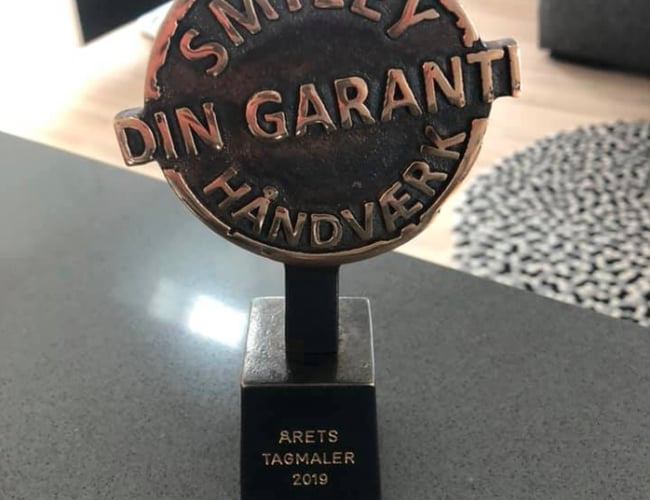 SMILEY
DIN GARANTI
HÅNDVÆRK
ÅRETS
TAGMALER
2019